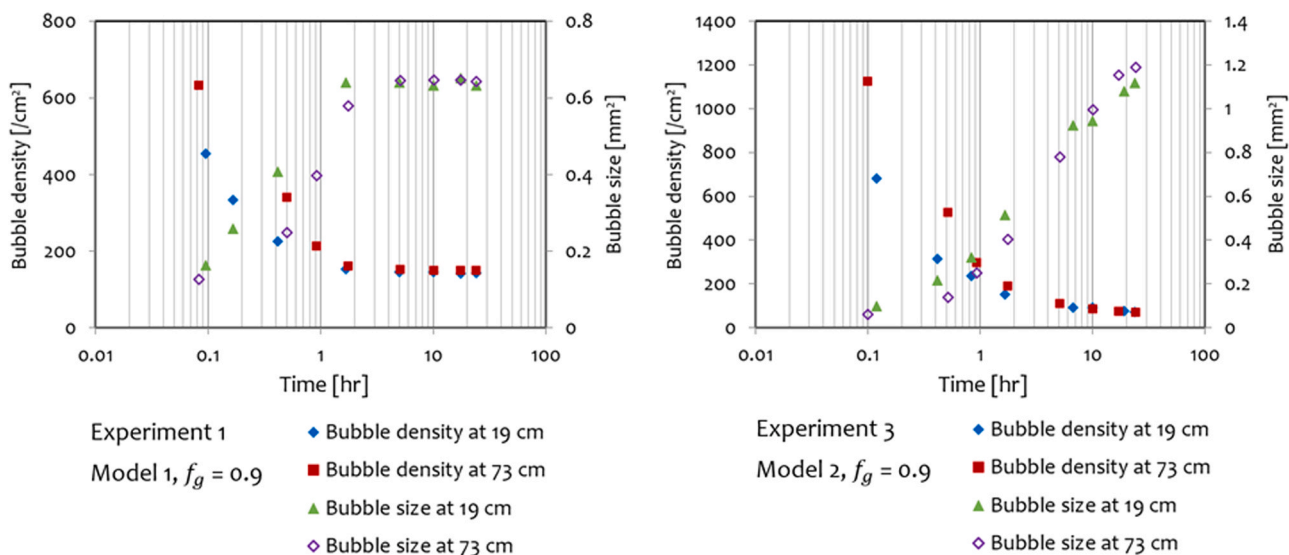 800
600
400
200
0
0.8
0.6
0.4
0.2
0
0.01
0.1
1
10
100
Bubble density [/cm²]
Bubble size [mm²]
Time [hr]
Experiment 1
Model 1, fg = 0.9
Bubble density at 19 cm
Bubble density at 73 cm
Bubble size at 19 cm
Bubble size at 73 cm
1400
1200
1000
800
600
400
200
0
1.4
1.2
1
0.8
0.6
0.4
0.2
0
0.01
0.1
1
10
100
Bubble density [/cm²]
Bubble size [mm²]
Time [hr]
Experiment 3
Model 2, fg = 0.9
Bubble density at 19 cm
Bubble density at 73 cm
Bubble size at 19 cm
Bubble size at 73 cm